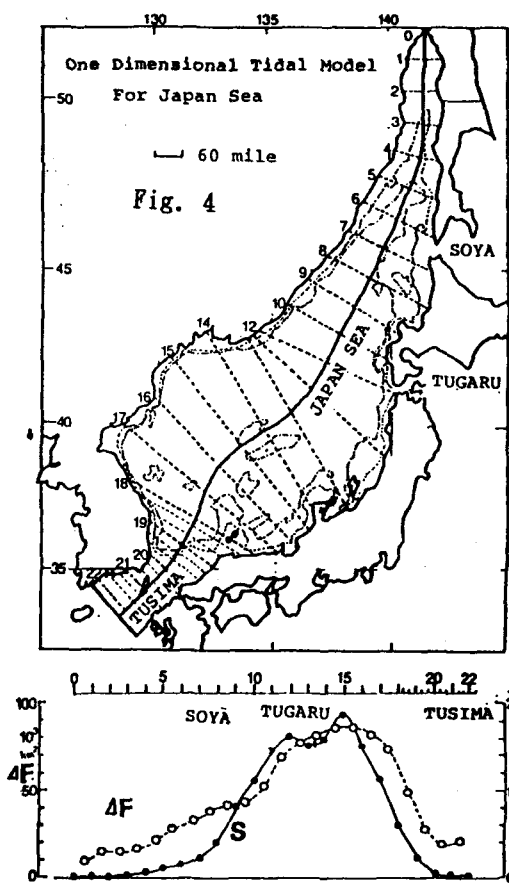 130 135 140
One Dimensional Tidal Model
For Japan Sea
60 mile
Fig. 4
50
45
40
35
0
1
2
3
4
5
6
7
8
9
10
12
14
15
16
17
18
19
20
21
SOYA
TUGARU
JAPAN SEA
TUSIMA
0 1 5 10 15 20 22
SOYA TUGARU TUSIMA
100
10³
km²
50
0
ΔF
ΔF
S